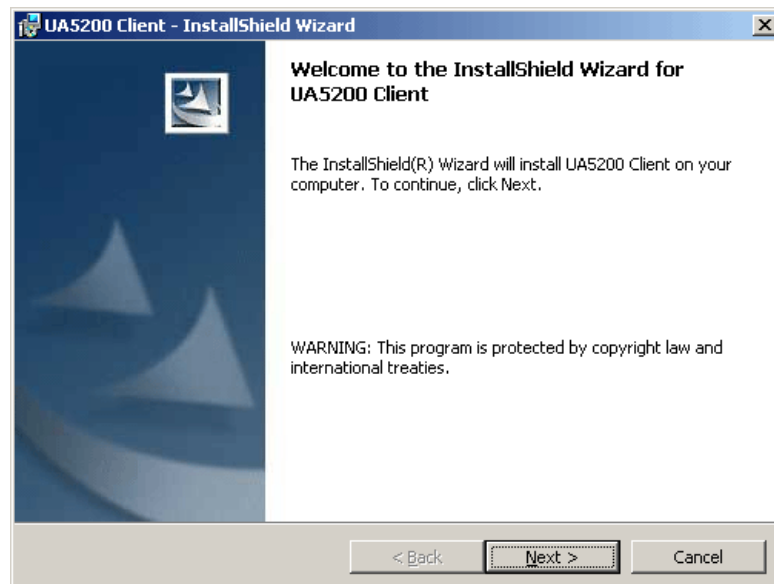 UA5200 Client - InstallShield Wizard
Welcome to the InstallShield Wizard for
UA5200 Client
The InstallShield(R) Wizard will install UA5200 Client on your
computer. To continue, click Next.
WARNING: This program is protected by copyright law and
international treaties.
< Back Next > Cancel